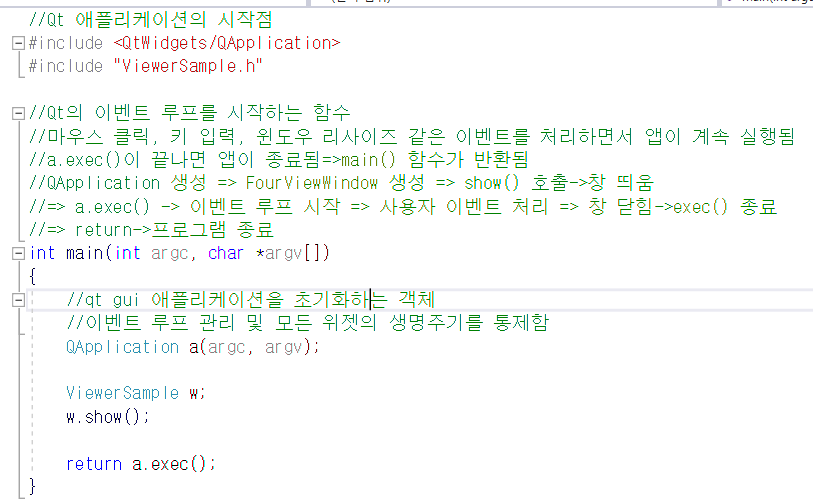 //Qt 애플리케이션의 시작점
#include <QtWidgets/QApplication>
#include "ViewerSample.h"
//Qt의 이벤트 루프를 시작하는 함수
//마우스 클릭, 키 입력, 윈도우 리사이즈 같은 이벤트를 처리하면서 앱이 계속 실행됨
//a.exec()이 끝나면 앱이 종료됨=>main() 함수가 반환됨
//QApplication 생성 => FourViewWindow 생성 => show() 호출->창 띄움
//=> a.exec() -> 이벤트 루프 시작 => 사용자 이벤트 처리 => 창 닫힘->exec() 종료
//=> return->프로그램 종료
int main(int argc, char *argv[])
{
//qt gui 애플리케이션을 초기화하는 객체
//이벤트 루프 관리 및 모든 위젯의 생명주기를 통제함
QApplication a(argc, argv);
ViewerSample w;
w.show();
return a.exec();
}